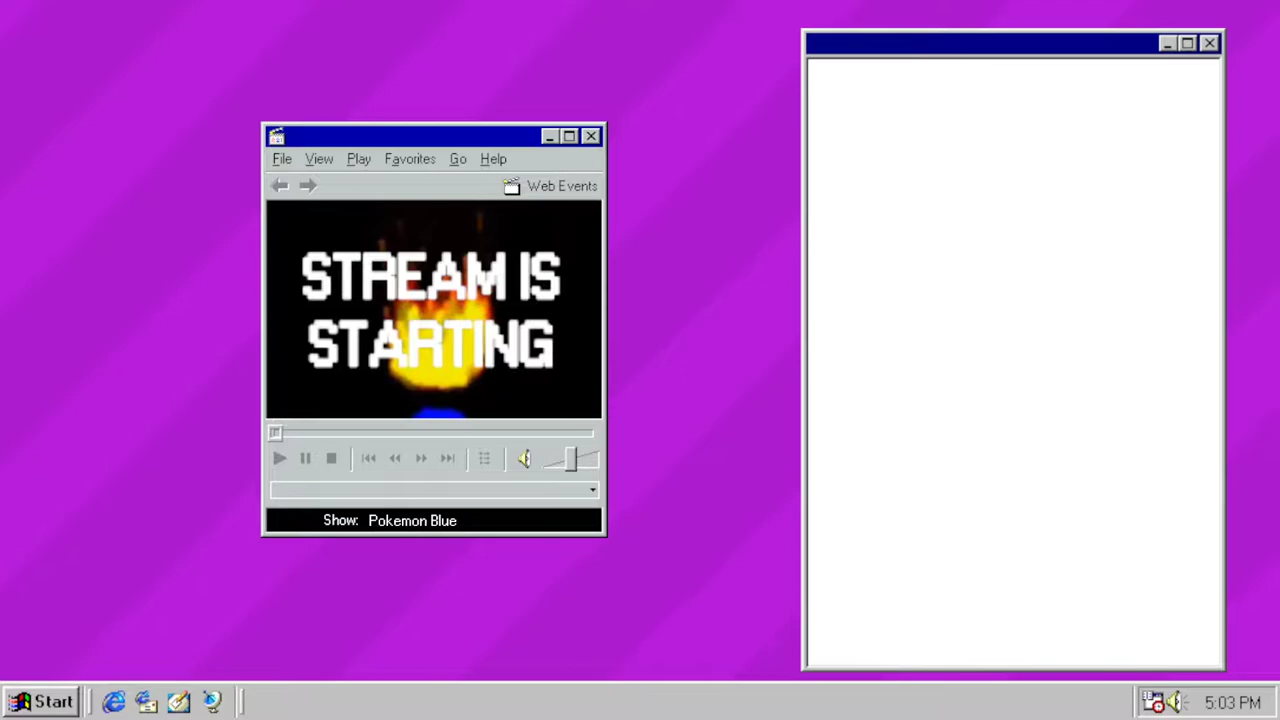 File View Play Favorites Go Help
Web Events
STREAM IS
STARTING
Show: Pokemon Blue
Start
5:03 PM